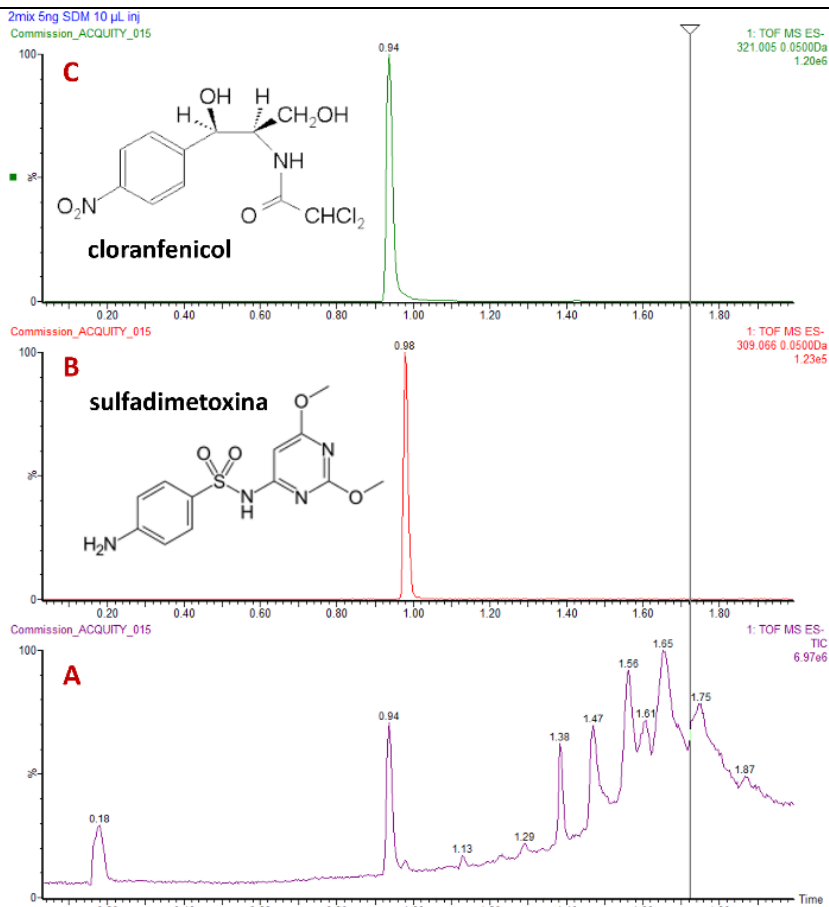 2mix 5ng SDM 10 µL inj
Commission_ACQUITY_015
1: TOF MS ES-
321.005 0.0500Da
1.20e6
C
0.94
100
%
0
OH
H
H
CH2OH
NH
O2N
O
CHCl2
cloranfenicol
0.20 0.40 0.60 0.80 1.00 1.20 1.40 1.60 1.80
Commission_ACQUITY_015
1: TOF MS ES-
309.066 0.0500Da
1.23e5
B
0.98
100
%
0
sulfadimetoxina
O
O O
N
S
N
H
N
O
H2N
0.20 0.40 0.60 0.80 1.00 1.20 1.40 1.60 1.80
Commission_ACQUITY_015
1: TOF MS ES-
TIC
6.97e6
A
100
%
0
0.18
0.94
1.13
1.29
1.38
1.47
1.56
1.61
1.65
1.75
1.87
Time